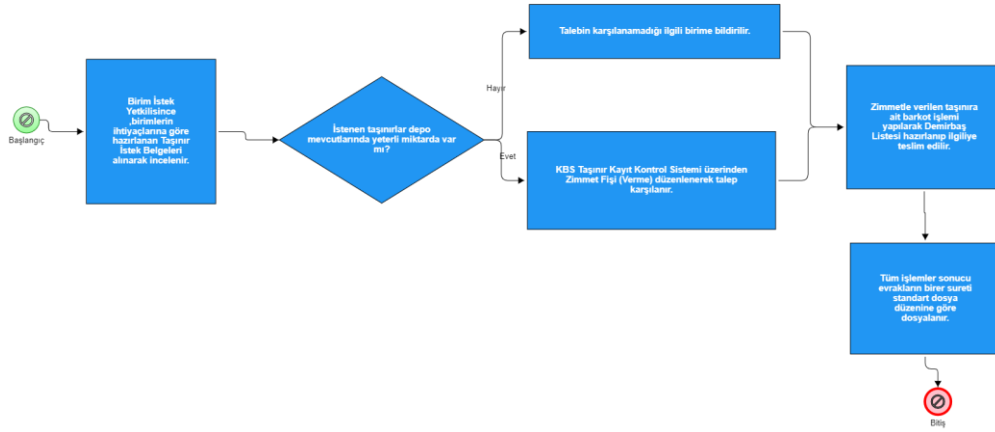 Başlangıç
Birim İstek
Yetkilisince
,birimlerin
ihtiyaçlarına göre
hazırlanan Taşınır
İstek Belgeleri
alınarak incelenir.
İstenen taşınırlar depo
mevcutlarında yeterli miktarda var
mı?
Hayır
Talebin karşılanamadığı ilgili birime bildirilir.
Evet
KBS Taşınır Kayıt Kontrol Sistemi üzerinden
Zimmet Fişi (Verme) düzenlenerek talep
karşılanır.
Zimmetle verilen taşınıra
ait barkot işlemi
yapılarak Demirbaş
Listesi hazırlanıp ilgiliye
teslim edilir.
Tüm işlemler sonucu
evrakların birer sureti
standart dosya
düzenine göre
dosyalanır.
Bitiş